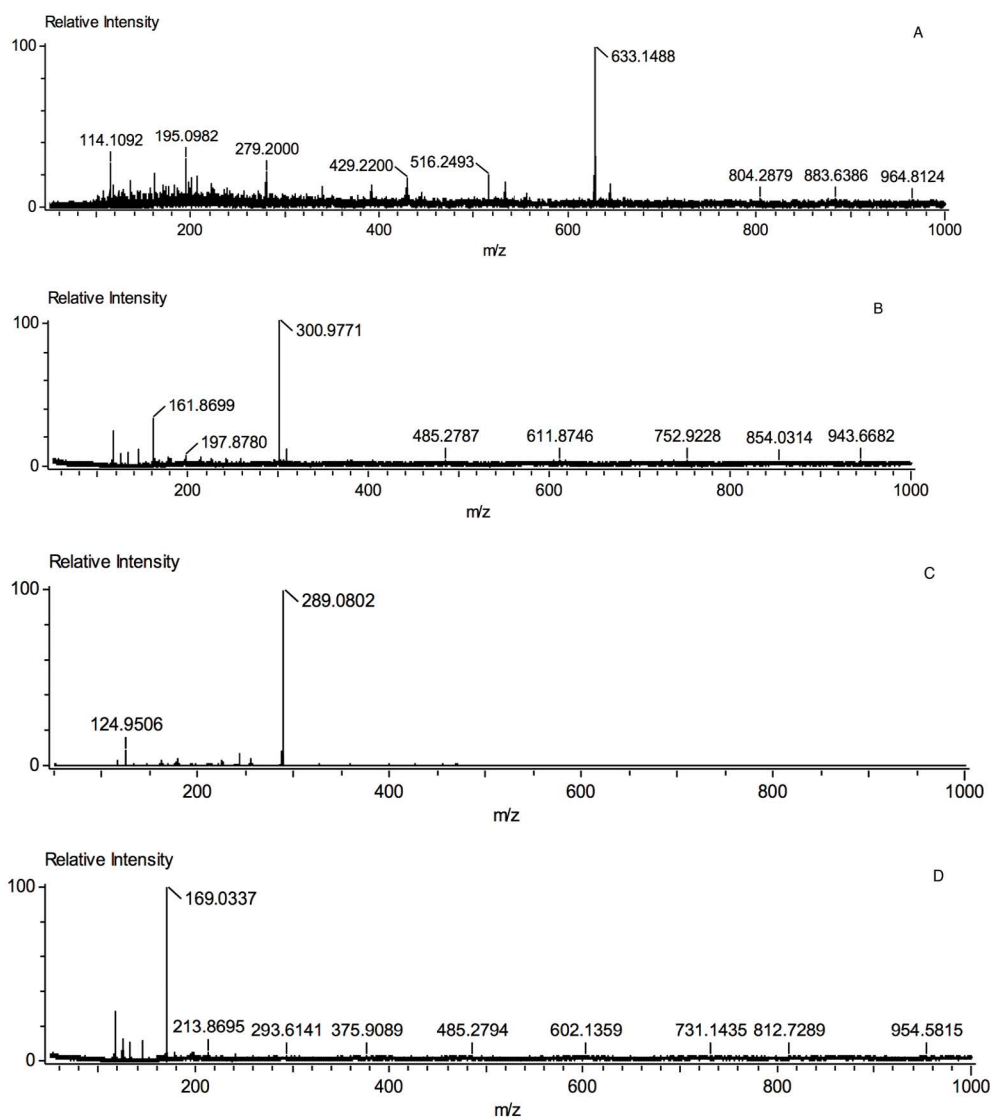 Relative Intensity
A
100
633.1488
114.1092 195.0982 279.2000 429.2200 516.2493 804.2879 883.6386 964.8124
0
200 400 600 800 1000
m/z
Relative Intensity
B
100
300.9771
161.8699
197.8780 485.2787 611.8746 752.9228 854.0314 943.6682
0
200 400 600 800 1000
m/z
Relative Intensity
C
100
289.0802
124.9506
0
200 400 600 800 1000
m/z
Relative Intensity
D
100
169.0337
213.8695 293.6141 375.9089 485.2794 602.1359 731.1435 812.7289 954.5815
0
200 400 600 800 1000
m/z